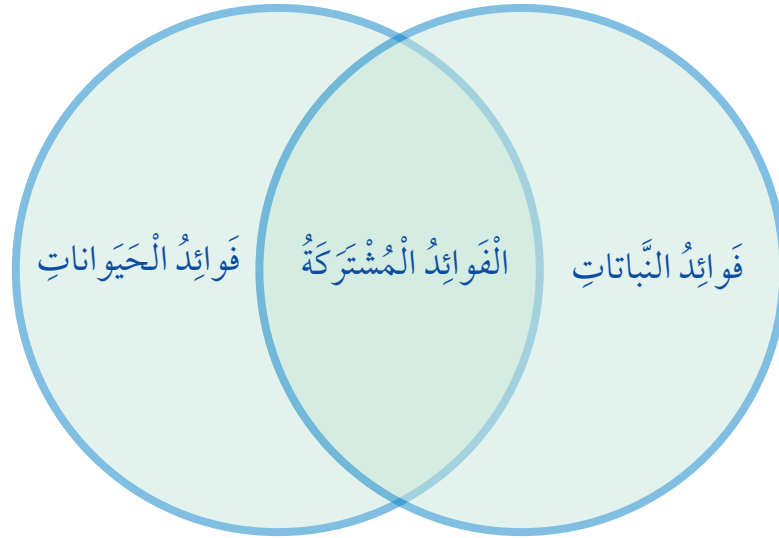 فَوائِدُ النَّباتاتِ
الْفَوائِدُ الْمُشْتَرَكَةُ
فَوائِدُ الْحَيَواناتِ